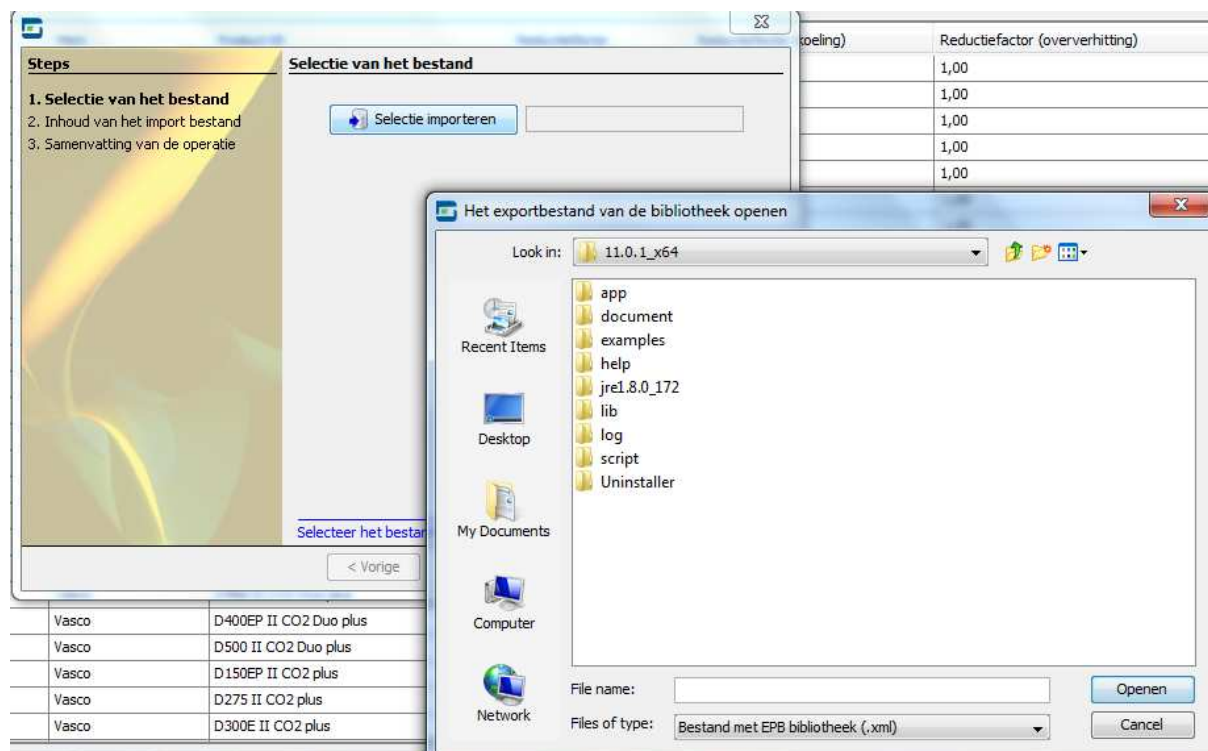 koeling)
Reductiefactor (oververhitting)
1,00
1,00
1,00
1,00
1,00
Steps
1. Selectie van het bestand
2. Inhoud van het import bestand
3. Samenvatting van de operatie
Selectie van het bestand
Selectie importeren
Selecteer het bestan
< Vorige
Het exportbestand van de bibliotheek openen
Look in:
11.0.1_x64
Recent Items
Desktop
My Documents
Computer
Network
app
document
examples
help
jre1.8.0_172
lib
log
script
Uninstaller
File name:
Openen
Files of type:
Bestand met EPB bibliotheek (.xml)
Cancel
Vasco D400EP II CO2 Duo plus
Vasco D500 II CO2 Duo plus
Vasco D150EP II CO2 plus
Vasco D275 II CO2 plus
Vasco D300E II CO2 plus